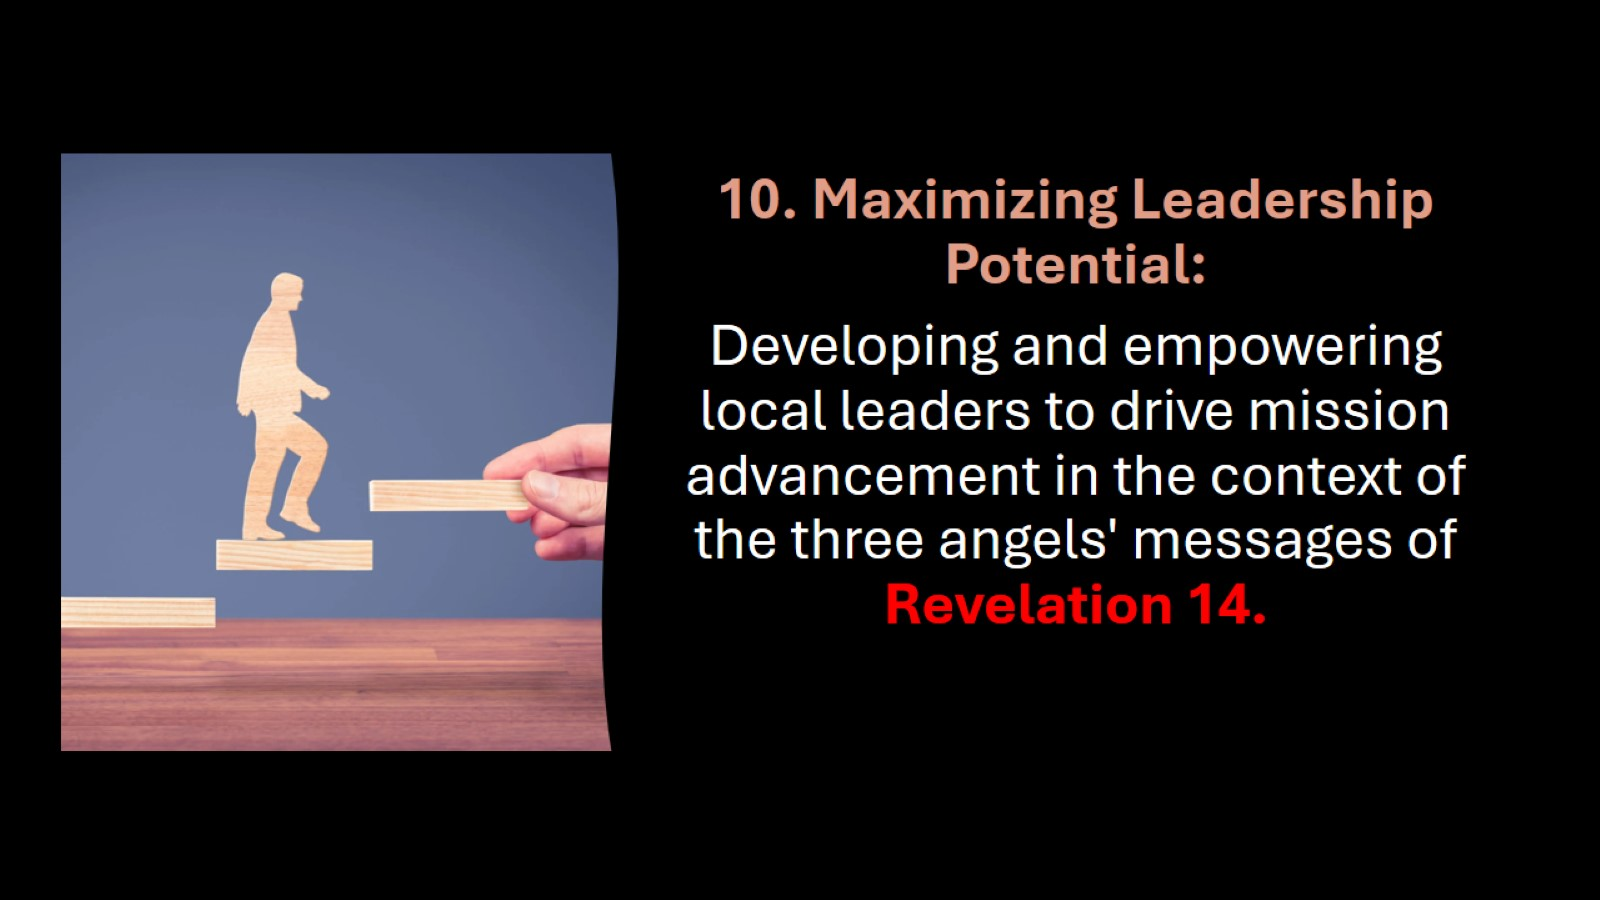 10. Maximizing Leadership
Potential:
Developing and empowering
local leaders to drive mission
advancement in the context of
the three angels' messages of
Revelation 14.